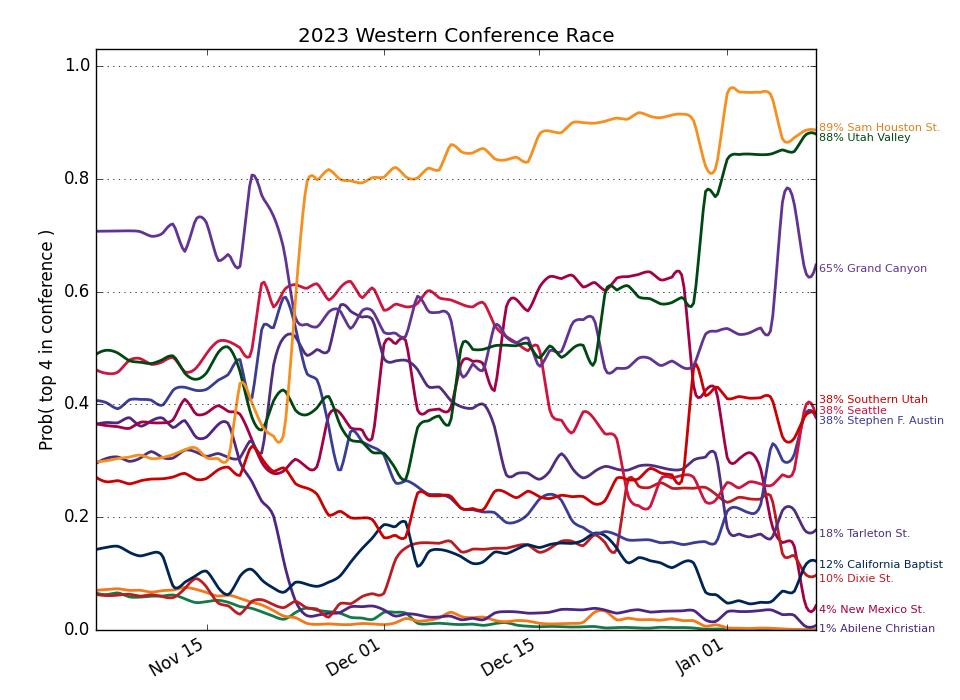 2023 Western Conference Race
Prob( top 4 in conference )
1.0
0.8
0.6
0.4
0.2
0.0
Nov 15
Dec 01
Dec 15
Jan 01
89% Sam Houston St.
88% Utah Valley
65% Grand Canyon
38% Southern Utah
38% Seattle
38% Stephen F. Austin
18% Tarleton St.
12% California Baptist
10% Dixie St.
4% New Mexico St.
1% Abilene Christian